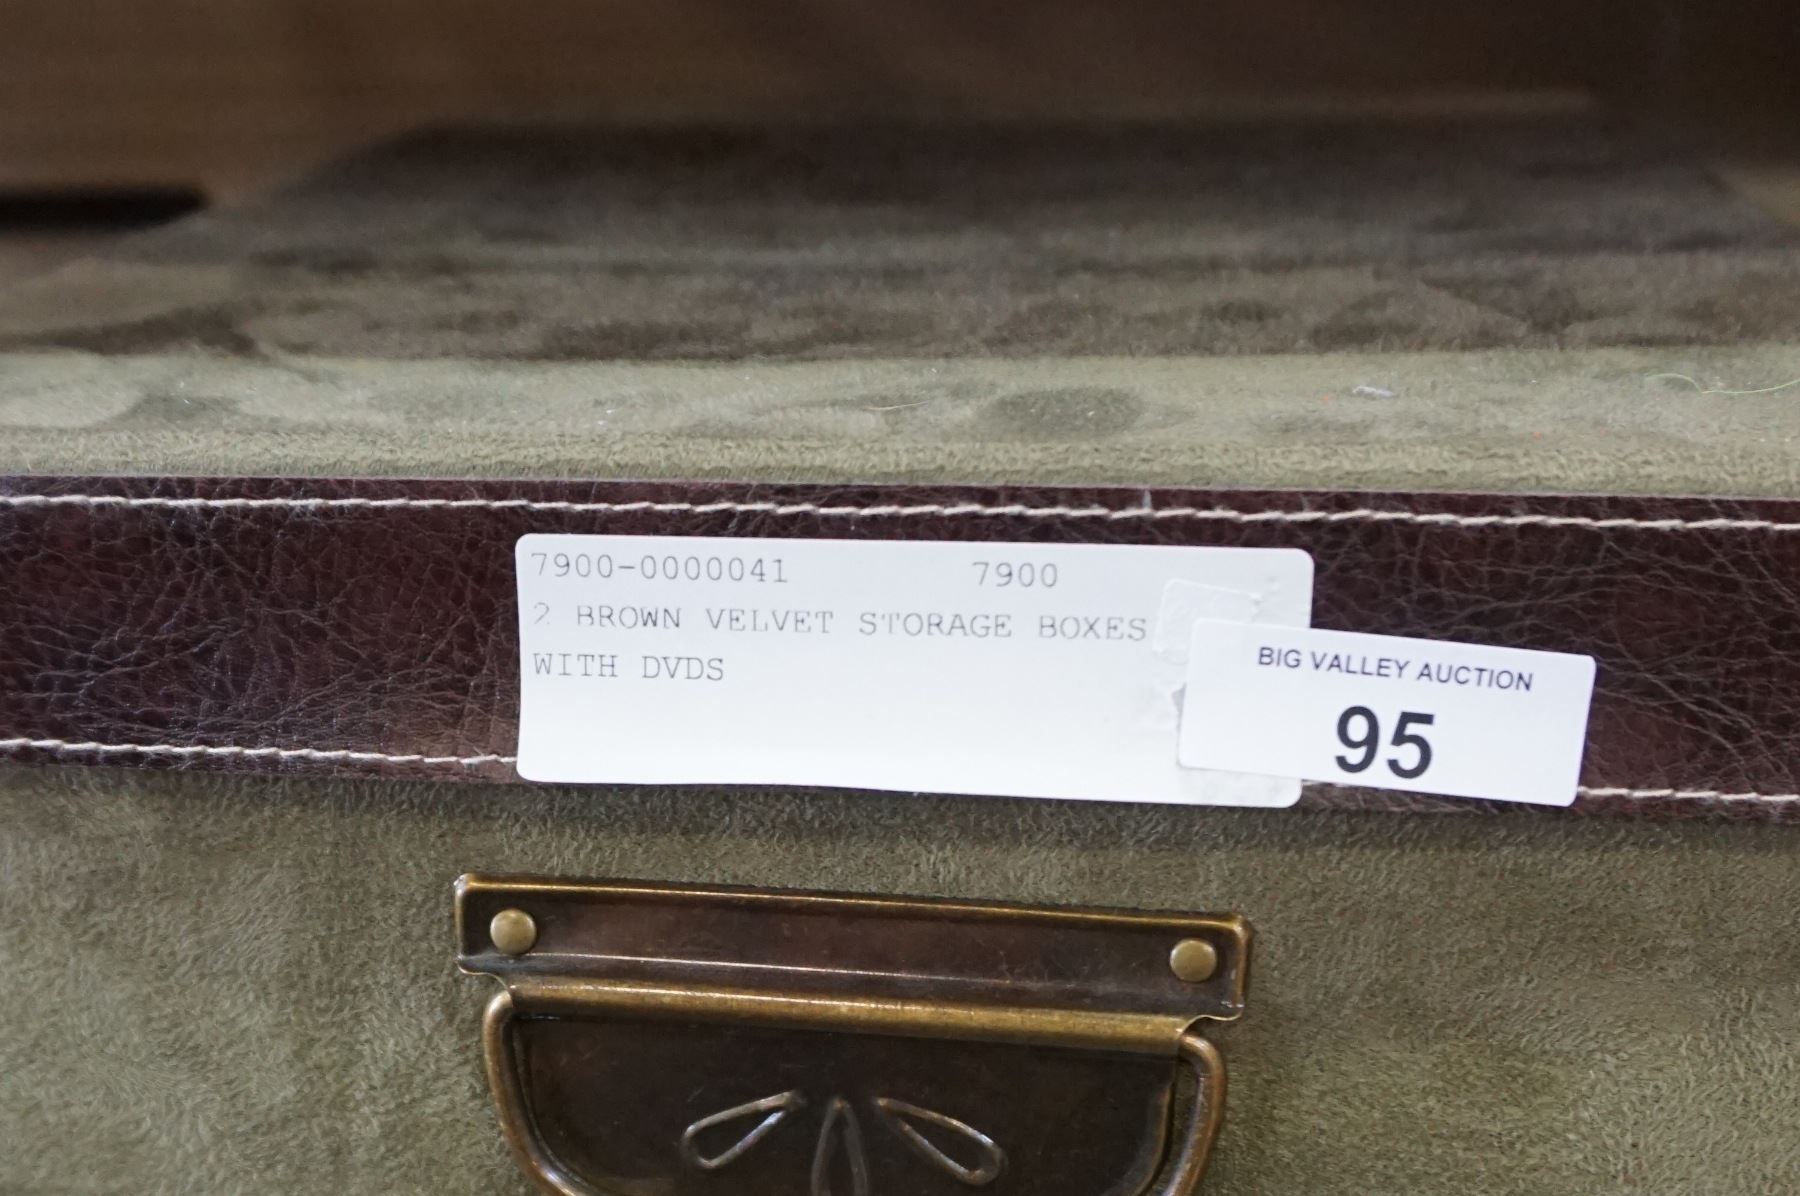 7900-0000041 7900
2 BROWN VELVET STORAGE BOXES
WITH DVDS
BIG VALLEY AUCTION
95